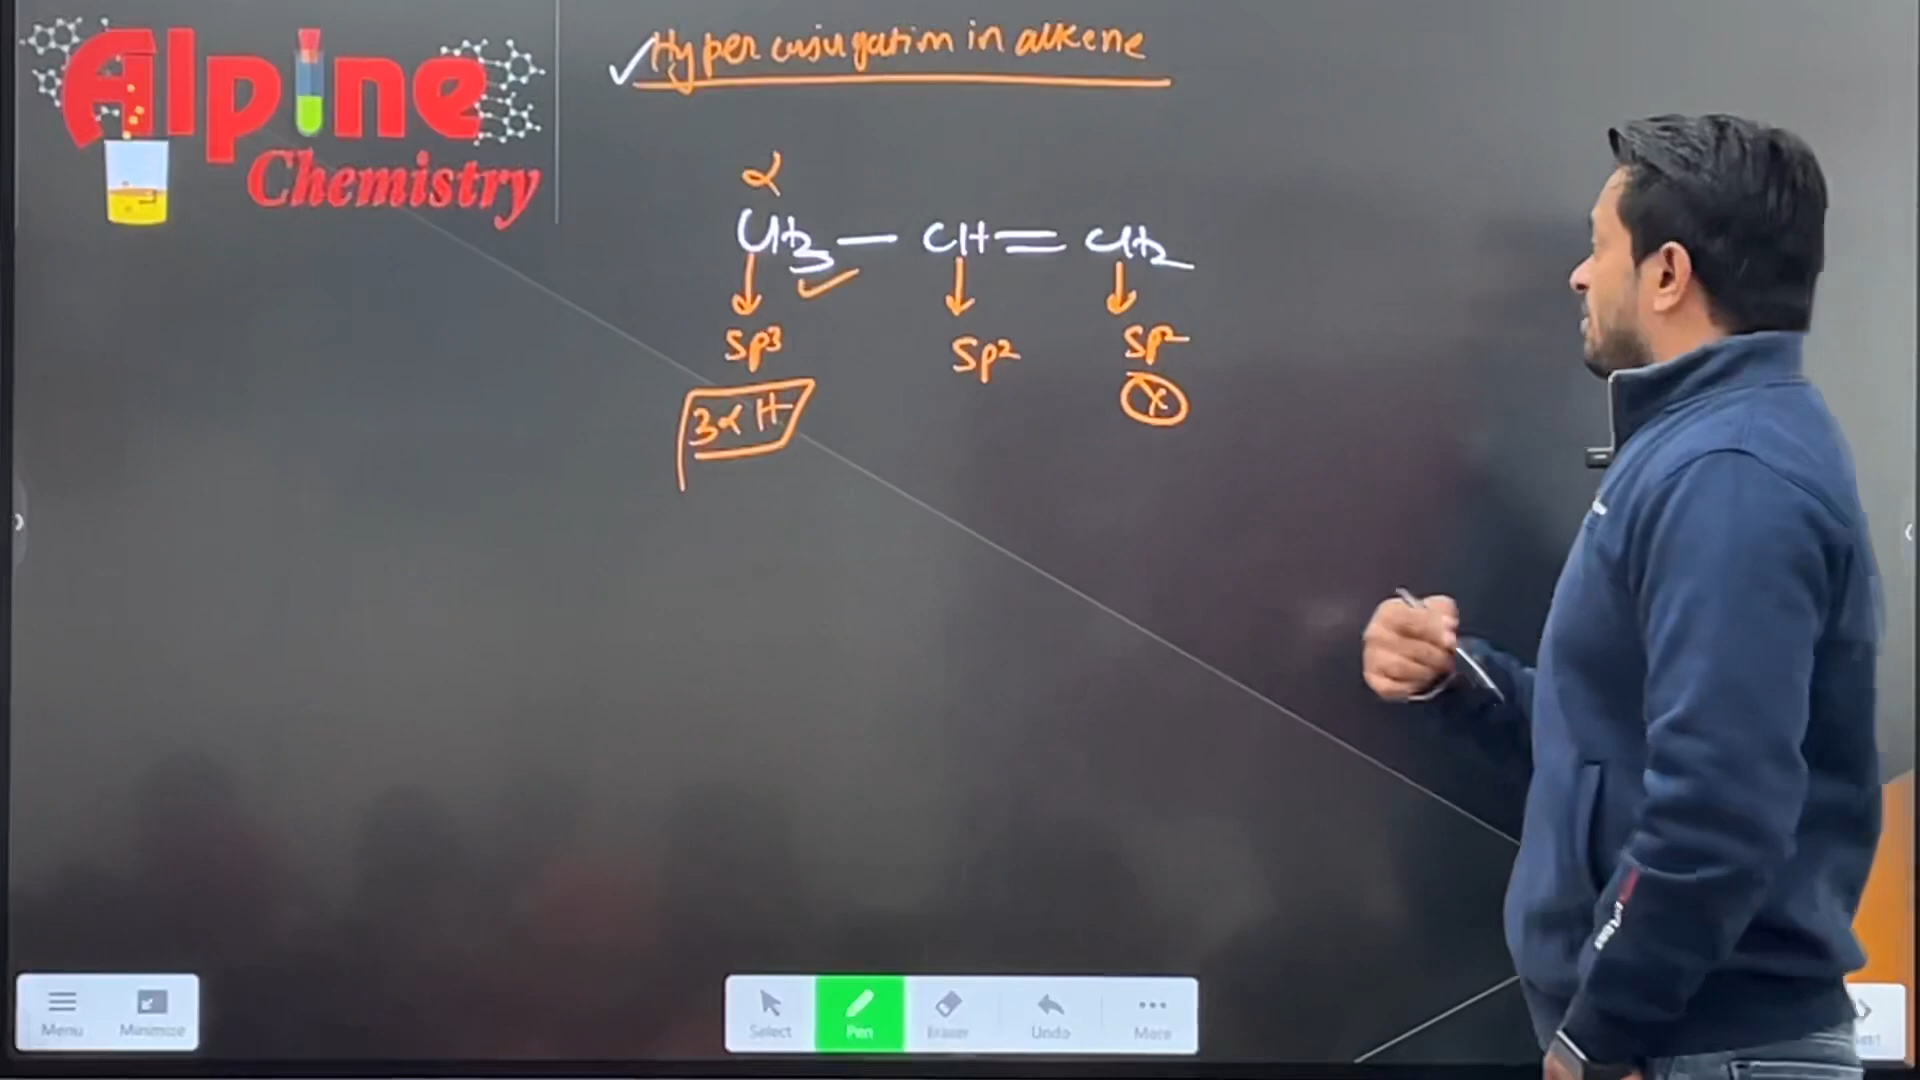 Alpine
Chemistry
Hyper conjugation in alkene
α
CH3 — CH = CH2
sp3 sp2 sp2
3αH x
Menu Minimize Select Pen Eraser Undo More